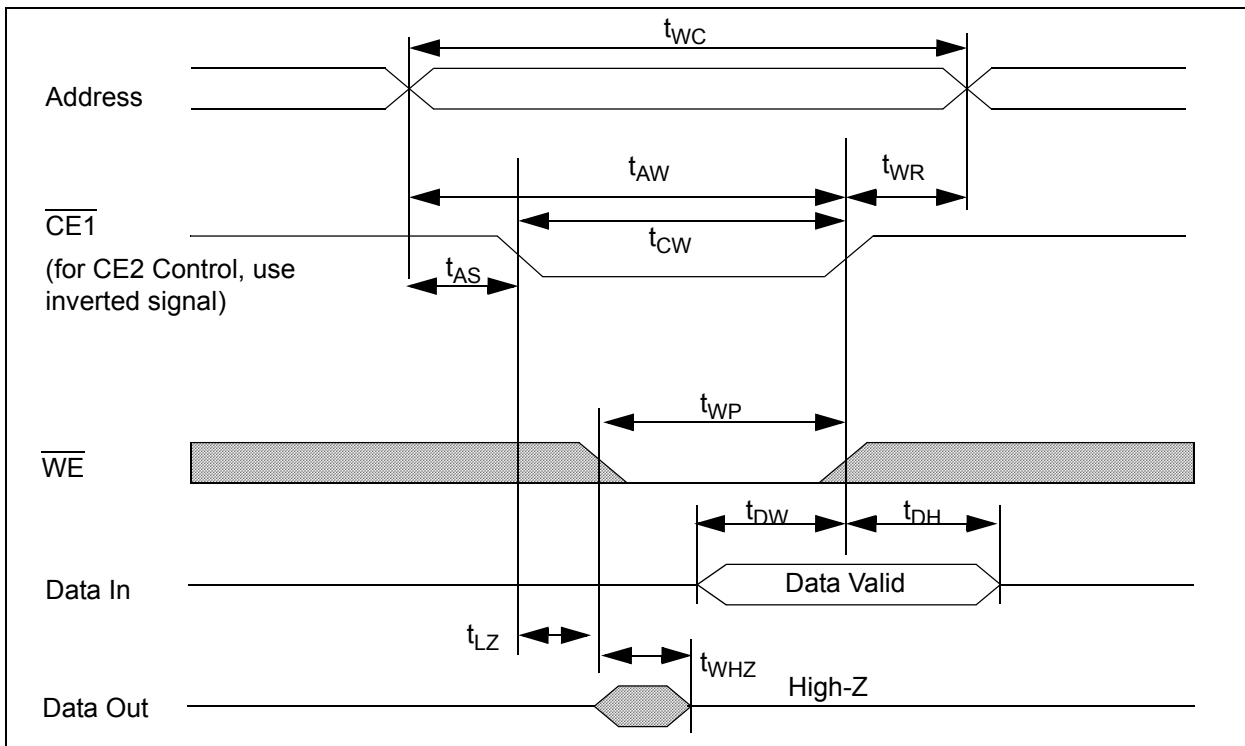 tWC
Address
tAW
tWR
CE1
tCW
(for CE2 Control, use
inverted signal)
tAS
tWP
WE
tDW
tDH
Data In
Data Valid
tLZ
tWHZ
High-Z
Data Out